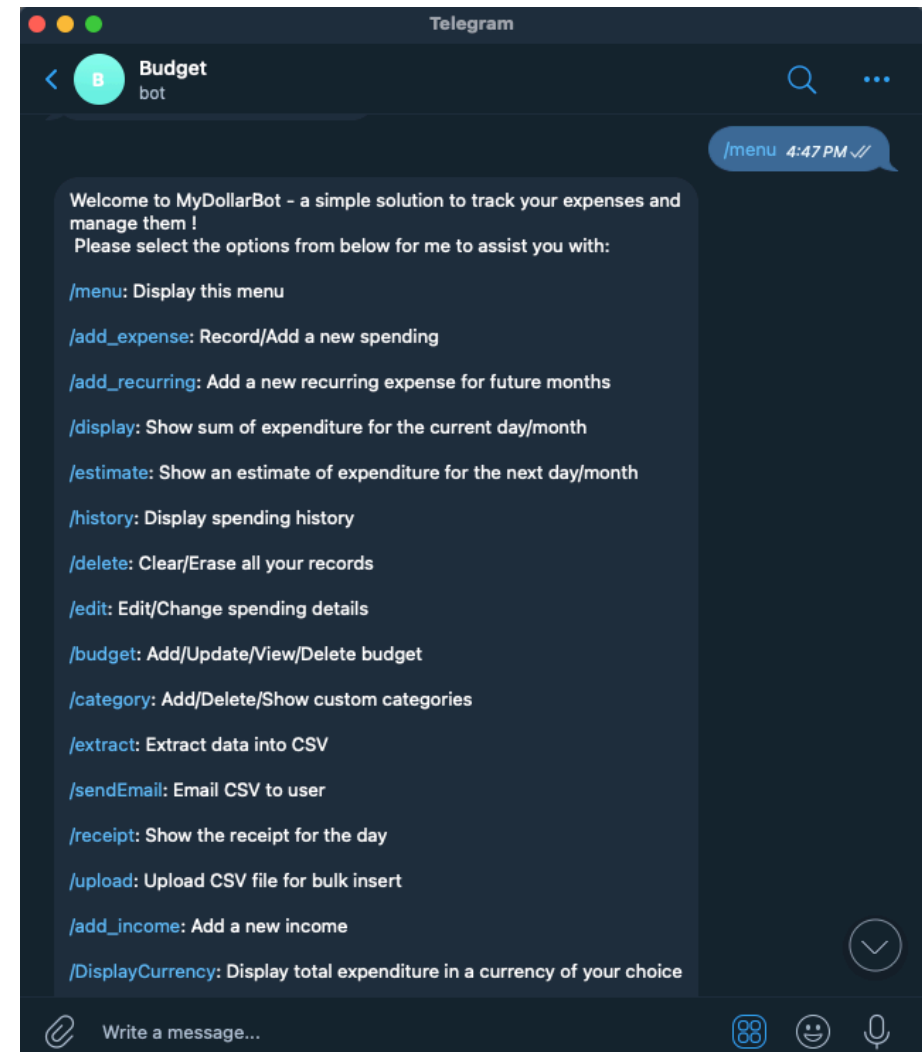 Telegram
B
Budget
bot
/menu 4:47 PM
Welcome to MyDollarBot - a simple solution to track your expenses and
manage them !
Please select the options from below for me to assist you with:
/menu: Display this menu
/add_expense: Record/Add a new spending
/add_recurring: Add a new recurring expense for future months
/display: Show sum of expenditure for the current day/month
/estimate: Show an estimate of expenditure for the next day/month
/history: Display spending history
/delete: Clear/Erase all your records
/edit: Edit/Change spending details
/budget: Add/Update/View/Delete budget
/category: Add/Delete/Show custom categories
/extract: Extract data into CSV
/sendEmail: Email CSV to user
/receipt: Show the receipt for the day
/upload: Upload CSV file for bulk insert
/add_income: Add a new income
/DisplayCurrency: Display total expenditure in a currency of your choice
Write a message...